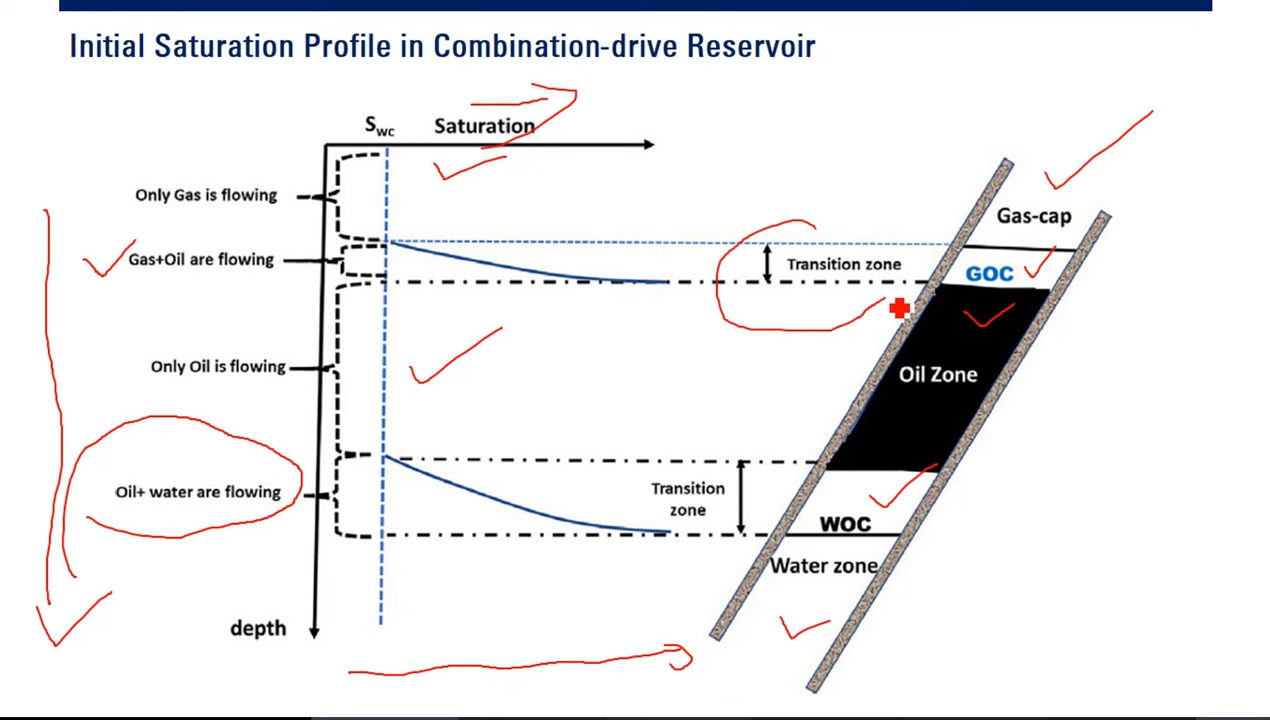 Initial Saturation Profile in Combination-drive Reservoir
Swc
Saturation
Only Gas is flowing
Gas+Oil are flowing
Only Oil is flowing
Oil+ water are flowing
depth
Transition zone
Transition
zone
Gas-cap
GOC
Oil Zone
WOC
Water zone